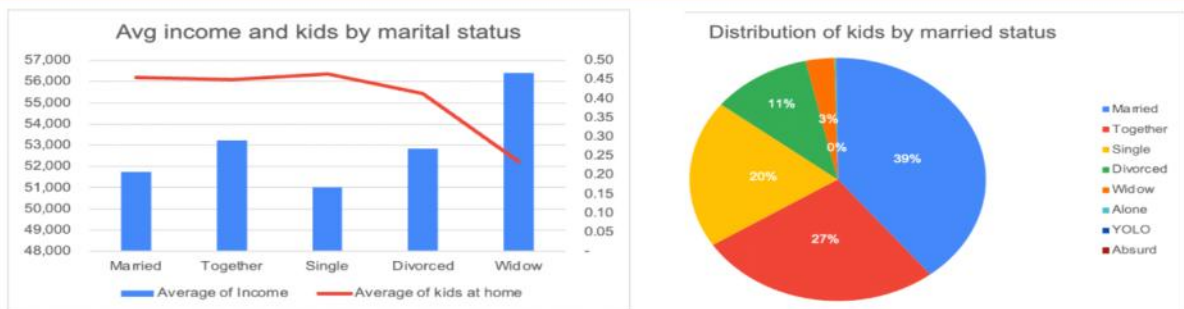 Avg income and kids by marital status
57,000
56,000
55,000
54,000
53,000
52,000
51,000
50,000
49,000
48,000
0.50
0.45
0.40
0.35
0.30
0.25
0.20
0.15
0.10
0.05
-
Married Together Single Divorced Widow
Average of Income Average of kids at home
Distribution of kids by married status
11%
3%
0%
39%
20%
27%
Married
Together
Single
Divorced
Widow
Alone
YOLO
Absurd